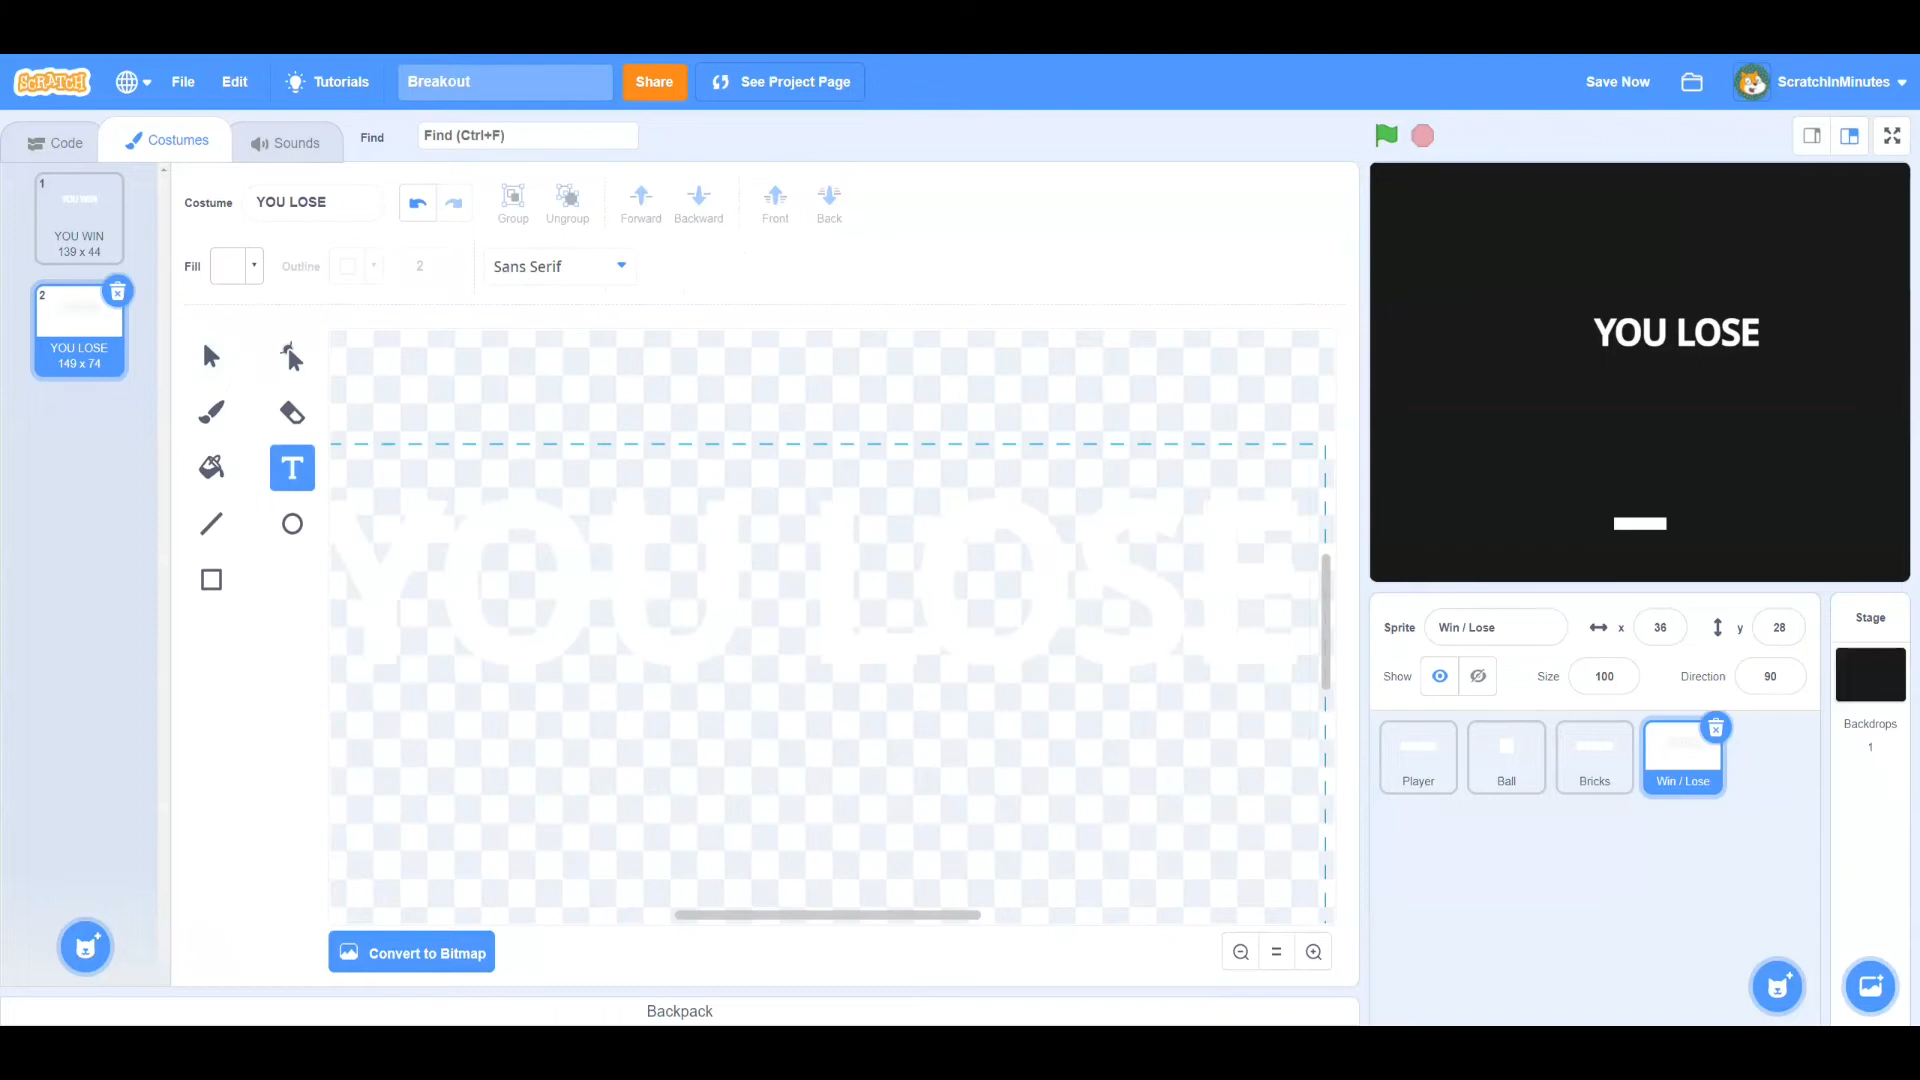 SCRATCH
File
Edit
Tutorials
Breakout
Share
See Project Page
Save Now
ScratchInMinutes
Code
Costumes
Sounds
Find
Find (Ctrl+F)
1
YOU WIN
YOU WIN
139 x 44
2
YOU LOSE
149 x 74
Costume
YOU LOSE
Group
Ungroup
Forward
Backward
Front
Back
Fill
Outline
2
Sans Serif
T
YOU LOSE
Convert to Bitmap
Backpack
YOU LOSE
Sprite
Win / Lose
x
36
y
28
Show
Size
100
Direction
90
Player
Ball
Bricks
Win / Lose
Stage
Backdrops
1